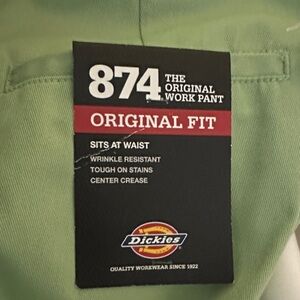 874 THE
ORIGINAL
WORK PANT
ORIGINAL FIT
SITS AT WAIST
WRINKLE RESISTANT
TOUGH ON STAINS
CENTER CREASE
Dickies
QUALITY WORKWEAR SINCE 1922